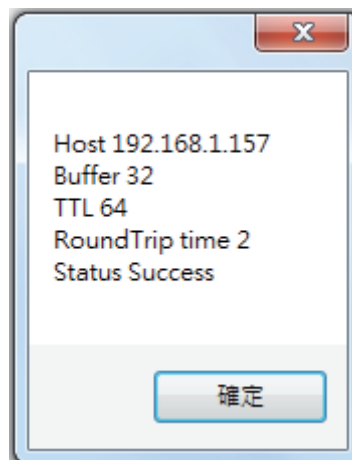 Host 192.168.1.157
Buffer 32
TTL 64
RoundTrip time 2
Status Success
確定